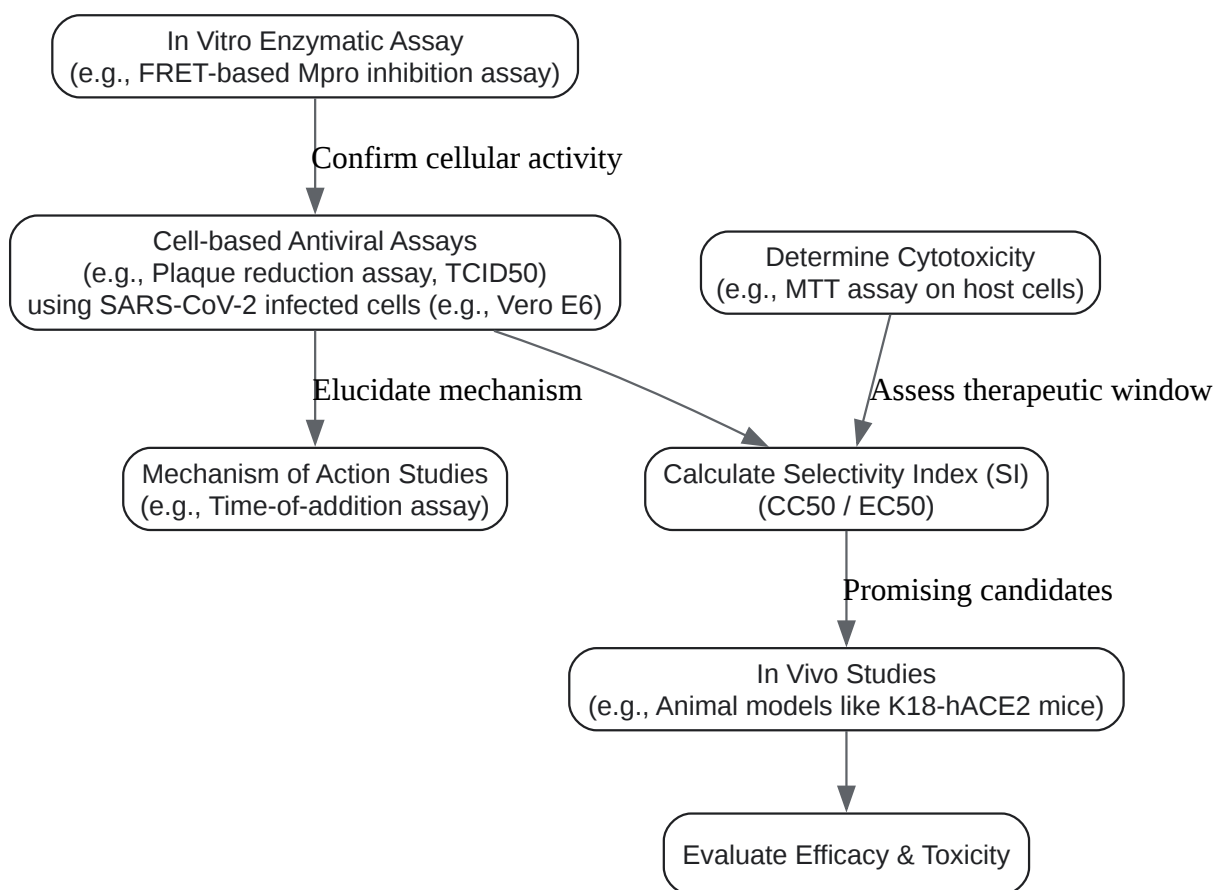 In Vitro Enzymatic Assay
(e.g., FRET-based Mpro inhibition assay)
Confirm cellular activity
Cell-based Antiviral Assays
(e.g., Plaque reduction assay, TCID50)
using SARS-CoV-2 infected cells (e.g., Vero E6)
Determine Cytotoxicity
(e.g., MTT assay on host cells)
Elucidate mechanism
Assess therapeutic window
Mechanism of Action Studies
(e.g., Time-of-addition assay)
Calculate Selectivity Index (SI)
(CC50 / EC50)
Promising candidates
In Vivo Studies
(e.g., Animal models like K18-hACE2 mice)
Evaluate Efficacy & Toxicity